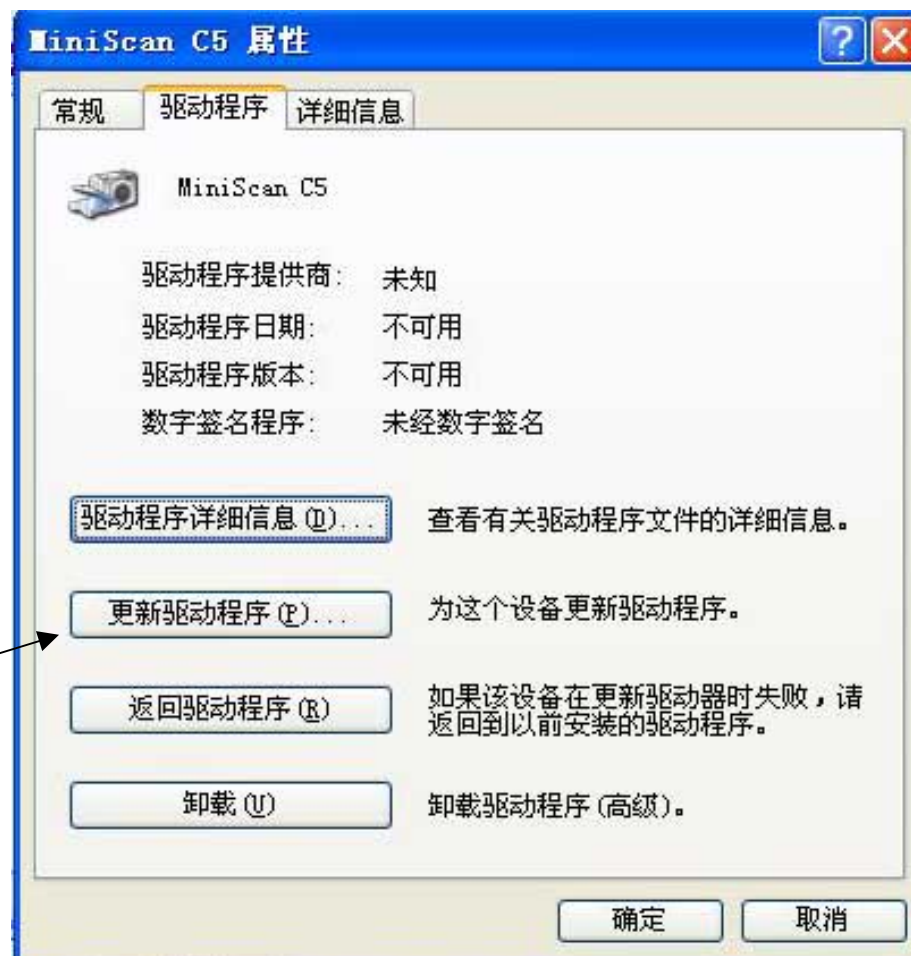 MiniScan C5 属性
常规 驱动程序 详细信息
MiniScan C5
驱动程序提供商: 未知
驱动程序日期: 不可用
驱动程序版本: 不可用
数字签名程序: 未经数字签名
驱动程序详细信息(D)... 查看有关驱动程序文件的详细信息。
更新驱动程序(P)... 为这个设备更新驱动程序。
返回驱动程序(R) 如果该设备在更新驱动器时失败，请
返回到以前安装的驱动程序。
卸载(U) 卸载驱动程序(高级)。
确定 取消